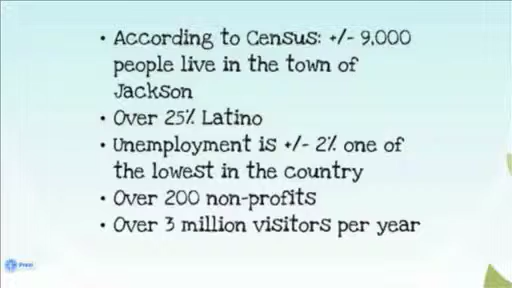 • According to Census: +/- 9,000
people live in the town of
Jackson
• Over 25% Latino
• Unemployment is +/- 2% one of
the lowest in the country
• Over 200 non-profits
• Over 3 million visitors per year
Prezi